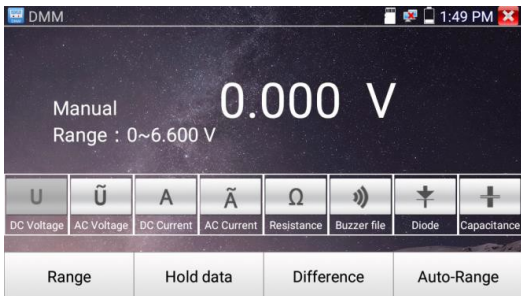 DMM
1:49 PM
0.000 V
Manual
Range : 0~6.600 V
U Ũ A Ã Ω
DC Voltage AC Voltage DC Current AC Current Resistance Buzzer file Diode Capacitance
Range Hold data Difference Auto-Range